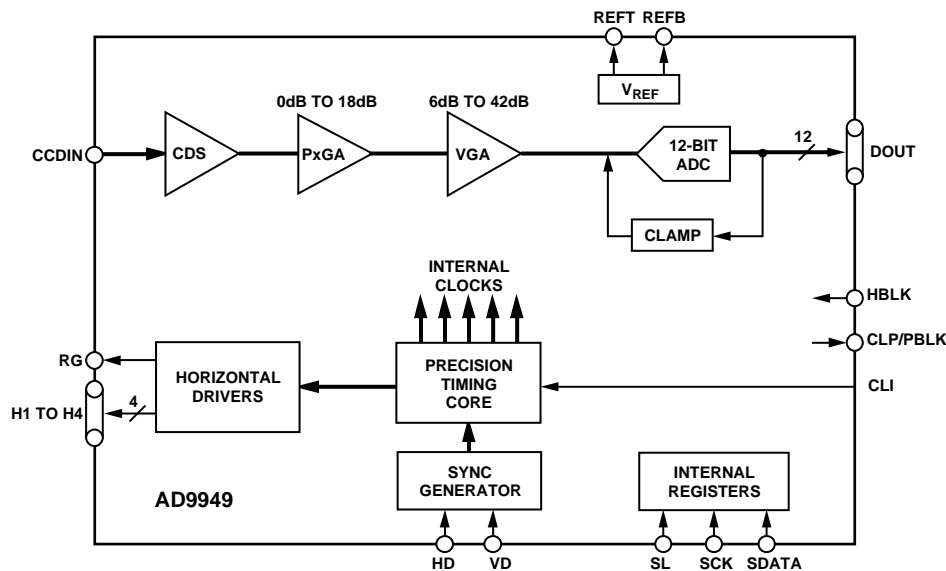 REFT REFB
V_REF
0dB TO 18dB
6dB TO 42dB
CCDIN
CDS
PxGA
VGA
12-BIT
ADC
12
DOUT
CLAMP
INTERNAL
CLOCKS
HBLK
CLP/PBLK
RG
HORIZONTAL
DRIVERS
PRECISION
TIMING
CORE
CLI
H1 TO H4
4
SYNC
GENERATOR
INTERNAL
REGISTERS
AD9949
HD
VD
SL
SCK
SDATA